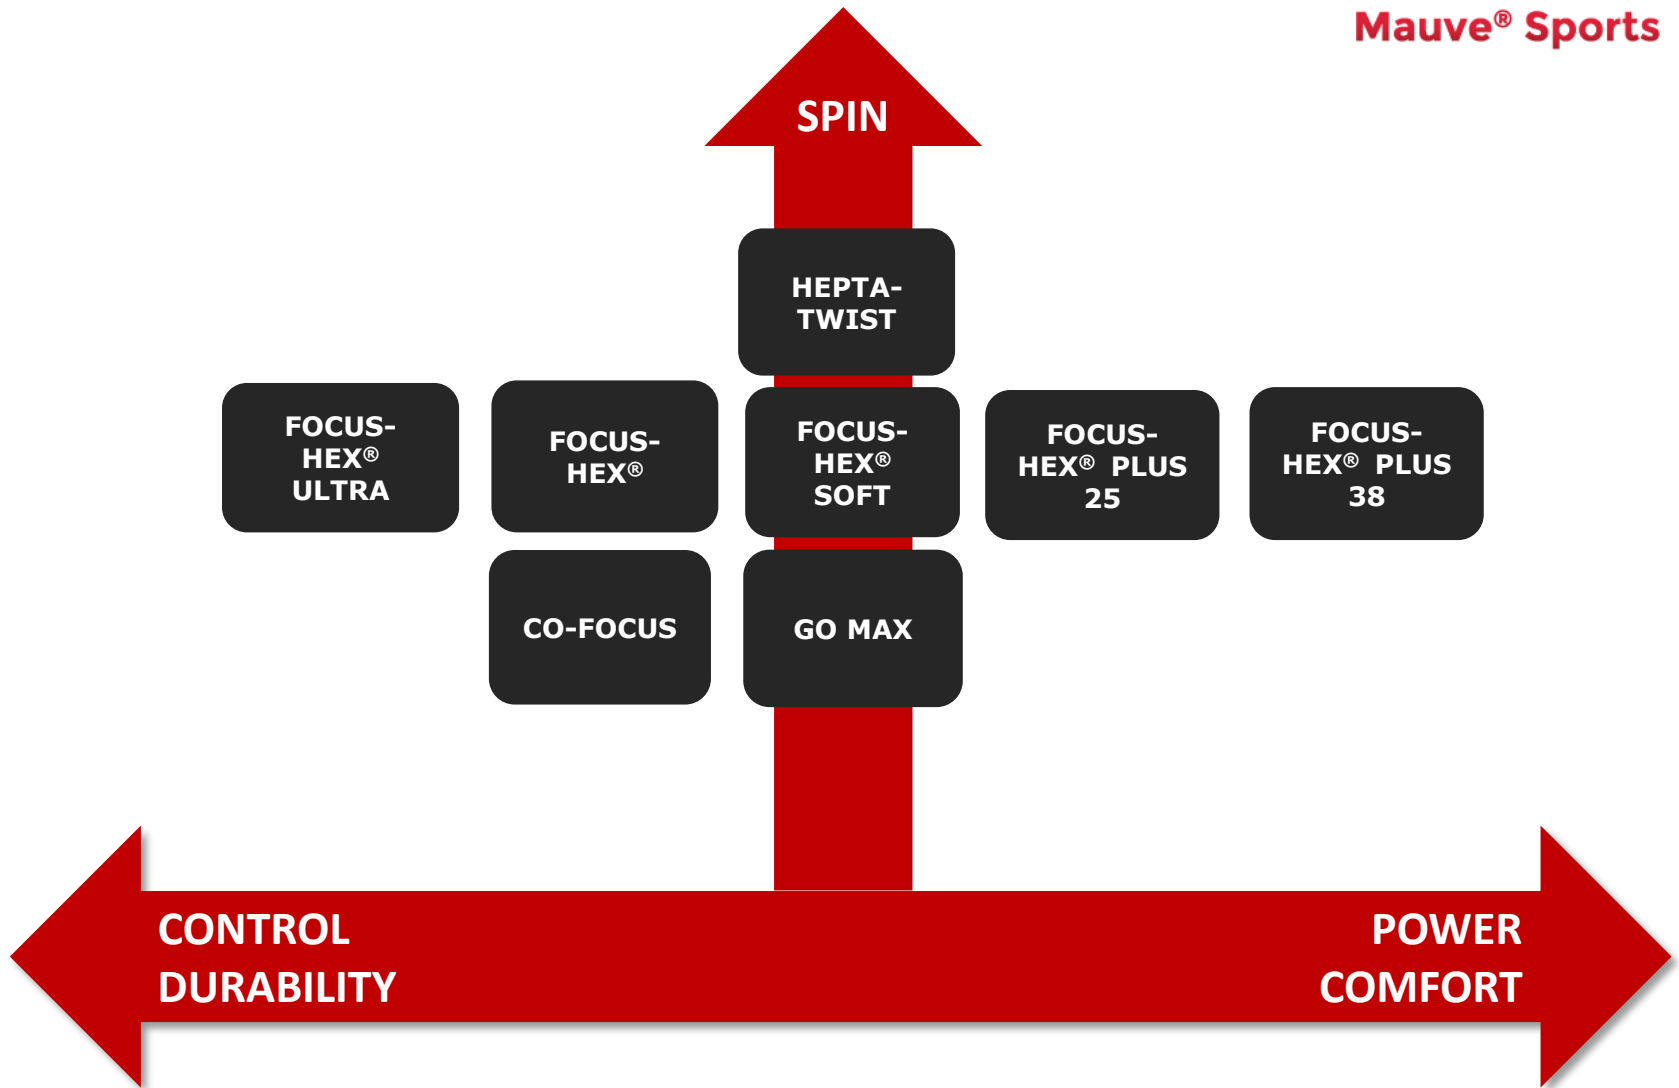 Mauve® Sports
SPIN
HEPTA-
TWIST
FOCUS-
HEX®
ULTRA
FOCUS-
HEX®
FOCUS-
HEX®
SOFT
FOCUS-
HEX® PLUS
25
FOCUS-
HEX® PLUS
38
CO-FOCUS
GO MAX
CONTROL
DURABILITY
POWER
COMFORT